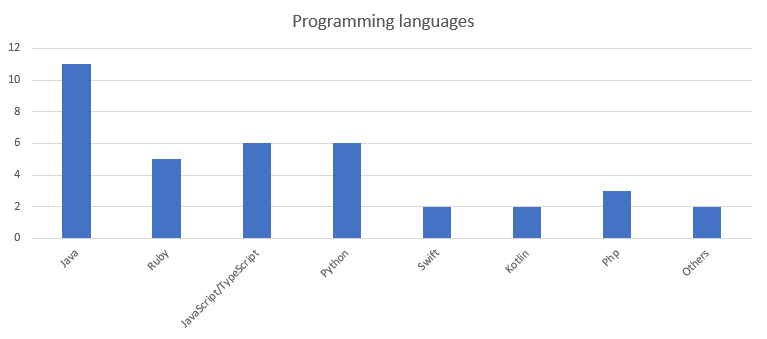 Programming languages
12
10
8
6
4
2
0
Java
Ruby
JavaScript/TypeScript
Python
Swift
Kotlin
Php
Others